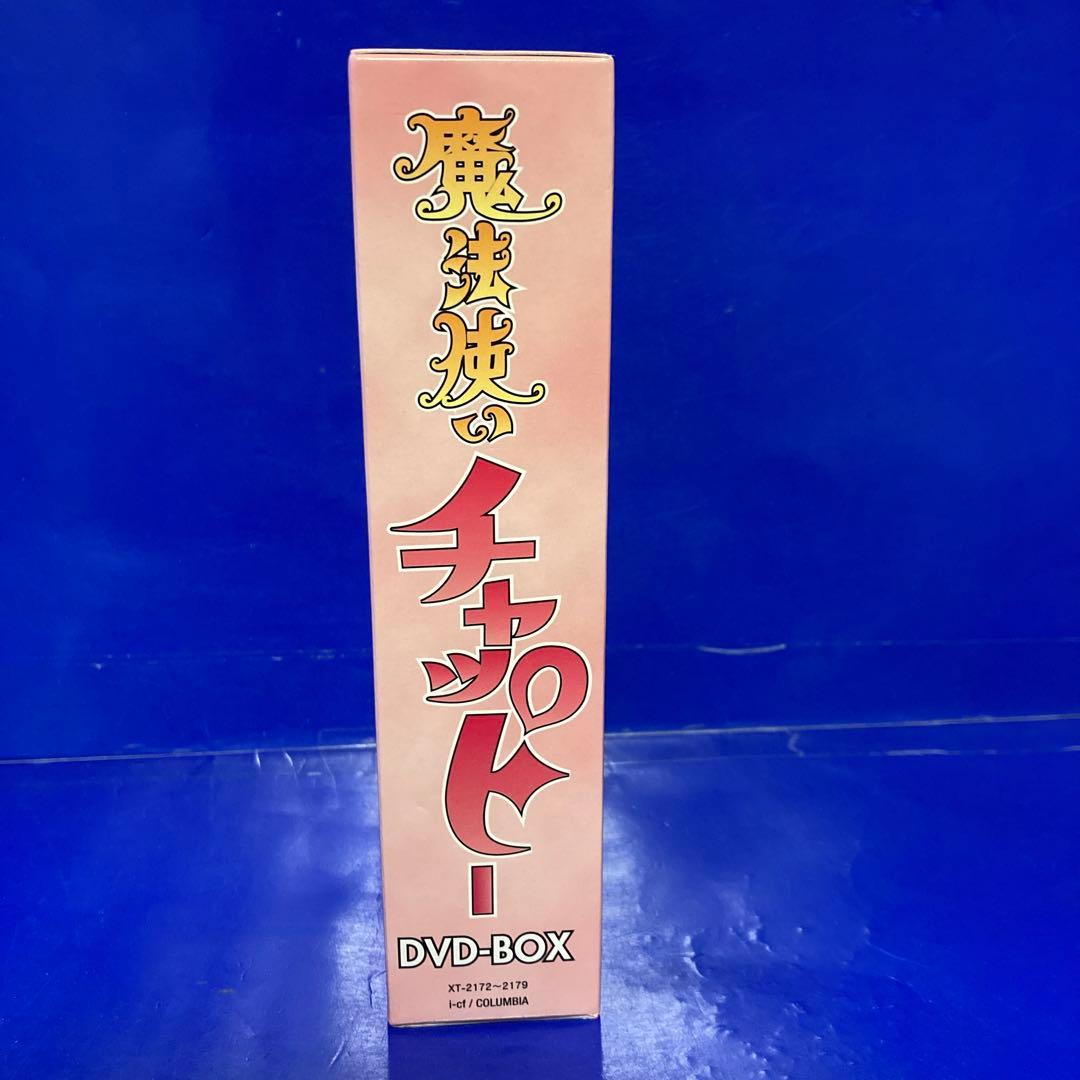 魔法使い
チャッピー
DVD-BOX
XT-2172〜2179
i-cf / COLUMBIA